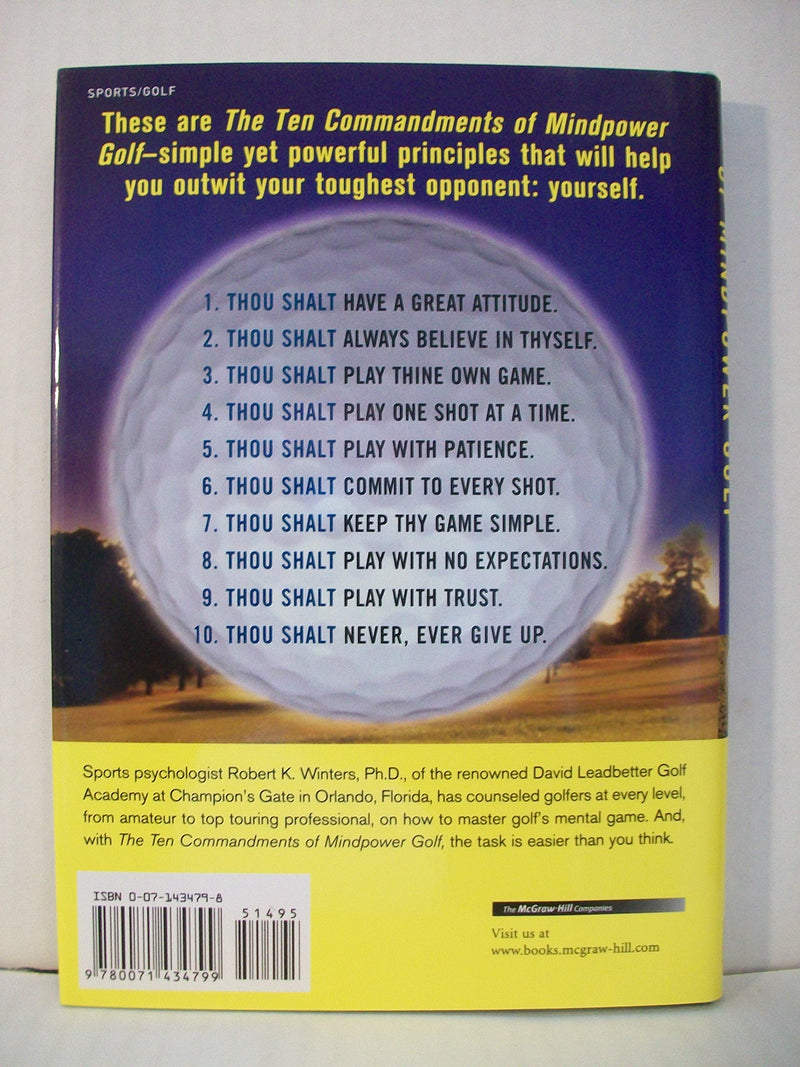 SPORTS/GOLF
These are The Ten Commandments of Mindpower
Golf—simple yet powerful principles that will help
you outwit your toughest opponent: yourself.
1. THOU SHALT HAVE A GREAT ATTITUDE.
2. THOU SHALT ALWAYS BELIEVE IN THYSELF.
3. THOU SHALT PLAY THINE OWN GAME.
4. THOU SHALT PLAY ONE SHOT AT A TIME.
5. THOU SHALT PLAY WITH PATIENCE.
6. THOU SHALT COMMIT TO EVERY SHOT.
7. THOU SHALT KEEP THY GAME SIMPLE.
8. THOU SHALT PLAY WITH NO EXPECTATIONS.
9. THOU SHALT PLAY WITH TRUST.
10. THOU SHALT NEVER, EVER GIVE UP.
Sports psychologist Robert K. Winters, Ph.D., of the renowned David Leadbetter Golf
Academy at Champion's Gate in Orlando, Florida, has counseled golfers at every level,
from amateur to top touring professional, on how to master golf's mental game. And,
with The Ten Commandments of Mindpower Golf, the task is easier than you think.
ISBN 0-07-143479-8
51495
9 780071 434799
The McGraw-Hill Companies
Visit us at
www.books.mcgraw-hill.com
OF MINDPOWER GOLF